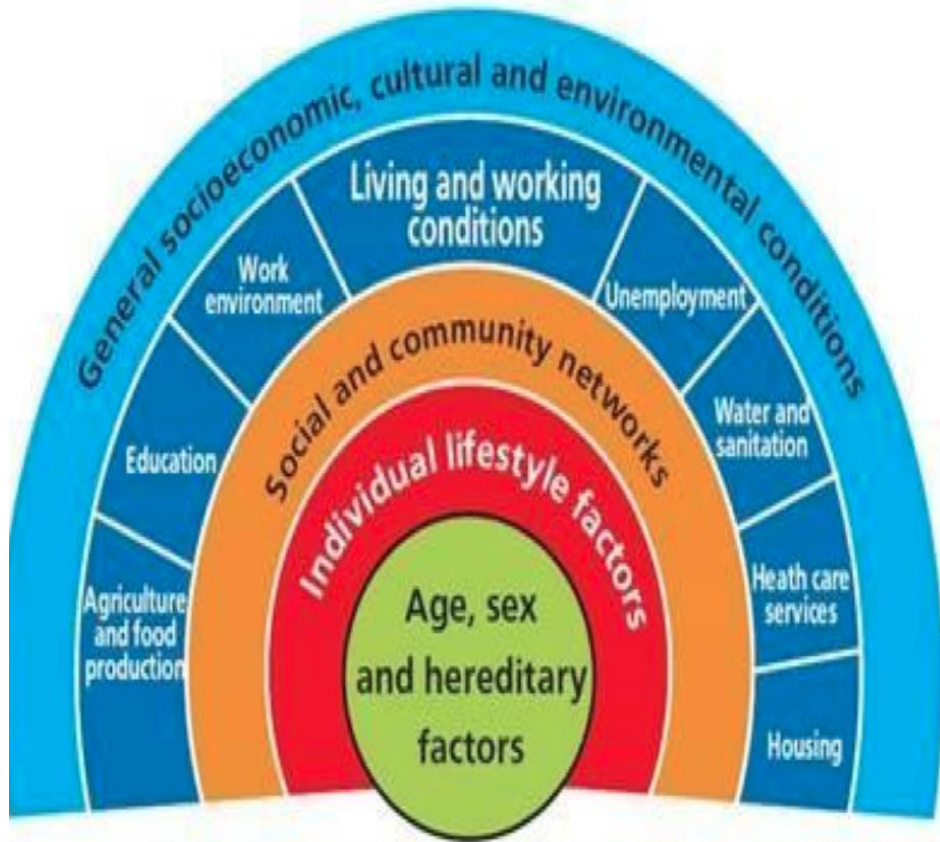 General socioeconomic, cultural and environmental conditions
Living and working
conditions
Work
environment
Unemployment
Education
Water and
sanitation
Agriculture
and food
production
Heath care
services
Housing
Social and community networks
Individual lifestyle factors
Age, sex
and hereditary
factors